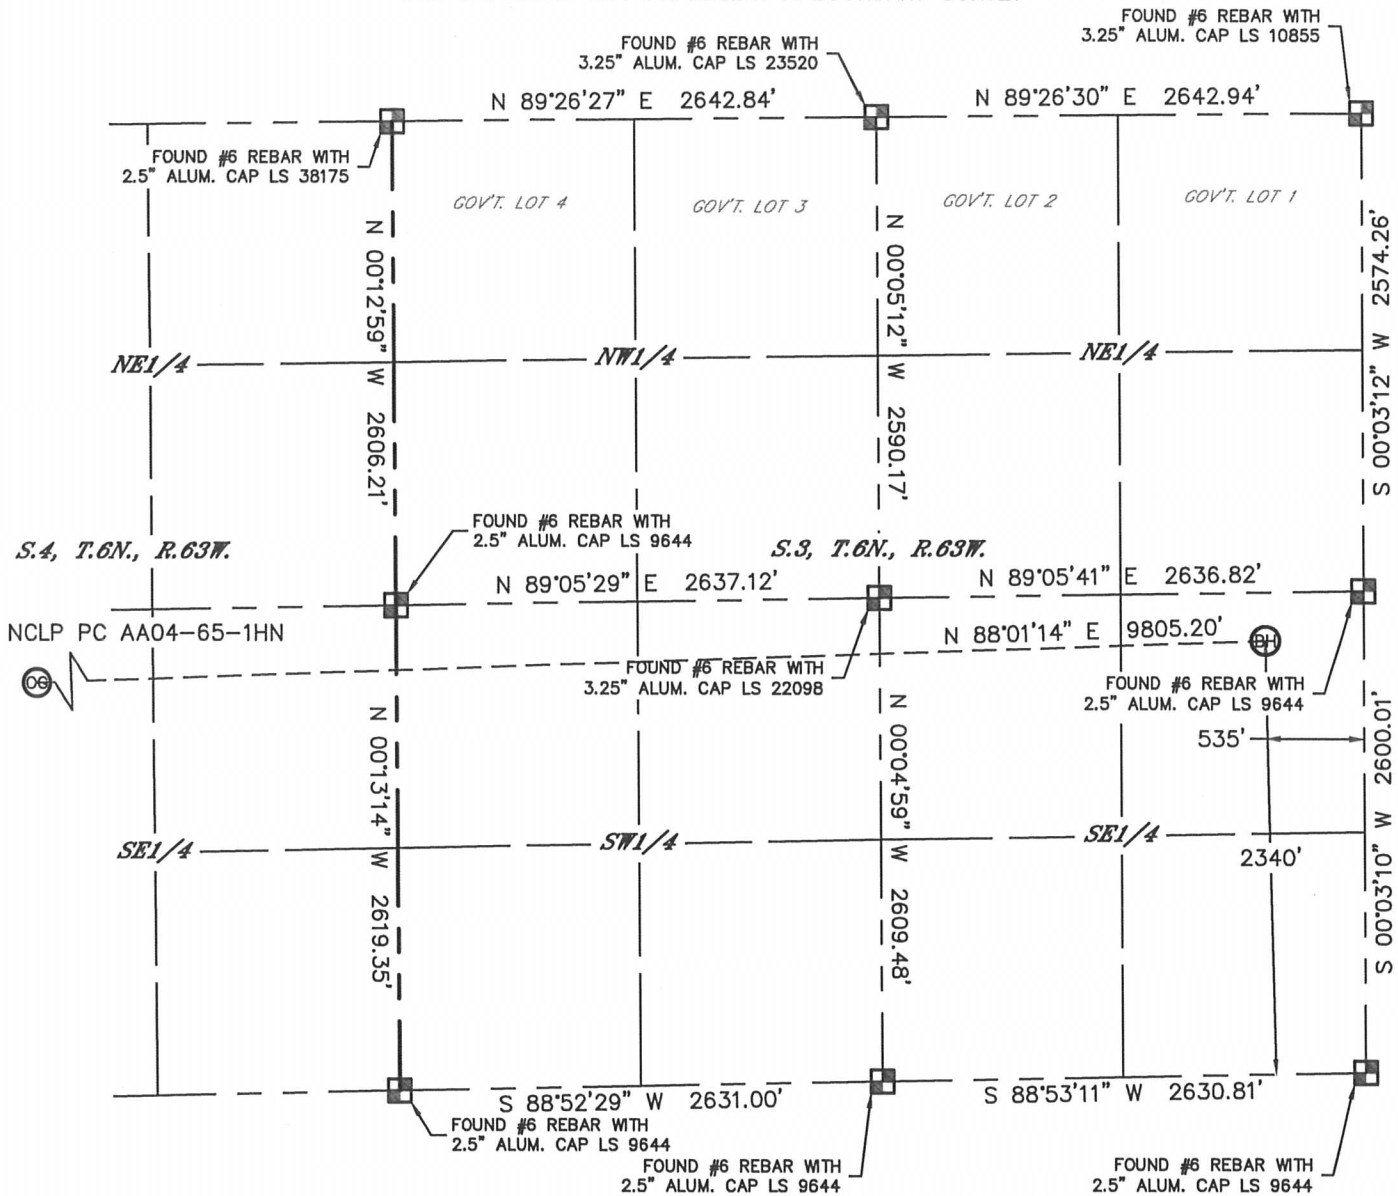 FOUND #6 REBAR WITH
3.25" ALUM. CAP LS 10855
FOUND #6 REBAR WITH
3.25" ALUM. CAP LS 23520
N 89°26'27" E 2642.84'
N 89°26'30" E 2642.94'
FOUND #6 REBAR WITH
2.5" ALUM. CAP LS 38175
GOV'T. LOT 4
GOV'T. LOT 3
GOV'T. LOT 2
GOV'T. LOT 1
N 00°12'59" W 2606.21'
N 00°05'12" W 2590.17'
S 00°03'12" W 2574.26'
NE1/4
NW1/4
NE1/4
FOUND #6 REBAR WITH
2.5" ALUM. CAP LS 9644
S.4, T.6N., R.63W.
S.3, T.6N., R.63W.
N 89°05'29" E 2637.12'
N 89°05'41" E 2636.82'
NCLP PC AA04-65-1HN
N 88°01'14" E 9805.20'
OG
BH
FOUND #6 REBAR WITH
3.25" ALUM. CAP LS 22098
FOUND #6 REBAR WITH
2.5" ALUM. CAP LS 9644
535'
N 00°13'14" W 2619.35'
N 00°04'59" W 2609.48'
S 00°03'10" W 2600.01'
SE1/4
SW1/4
SE1/4
2340'
S 88°52'29" W 2631.00'
S 88°53'11" W 2630.81'
FOUND #6 REBAR WITH
2.5" ALUM. CAP LS 9644
FOUND #6 REBAR WITH
2.5" ALUM. CAP LS 9644
FOUND #6 REBAR WITH
2.5" ALUM. CAP LS 9644